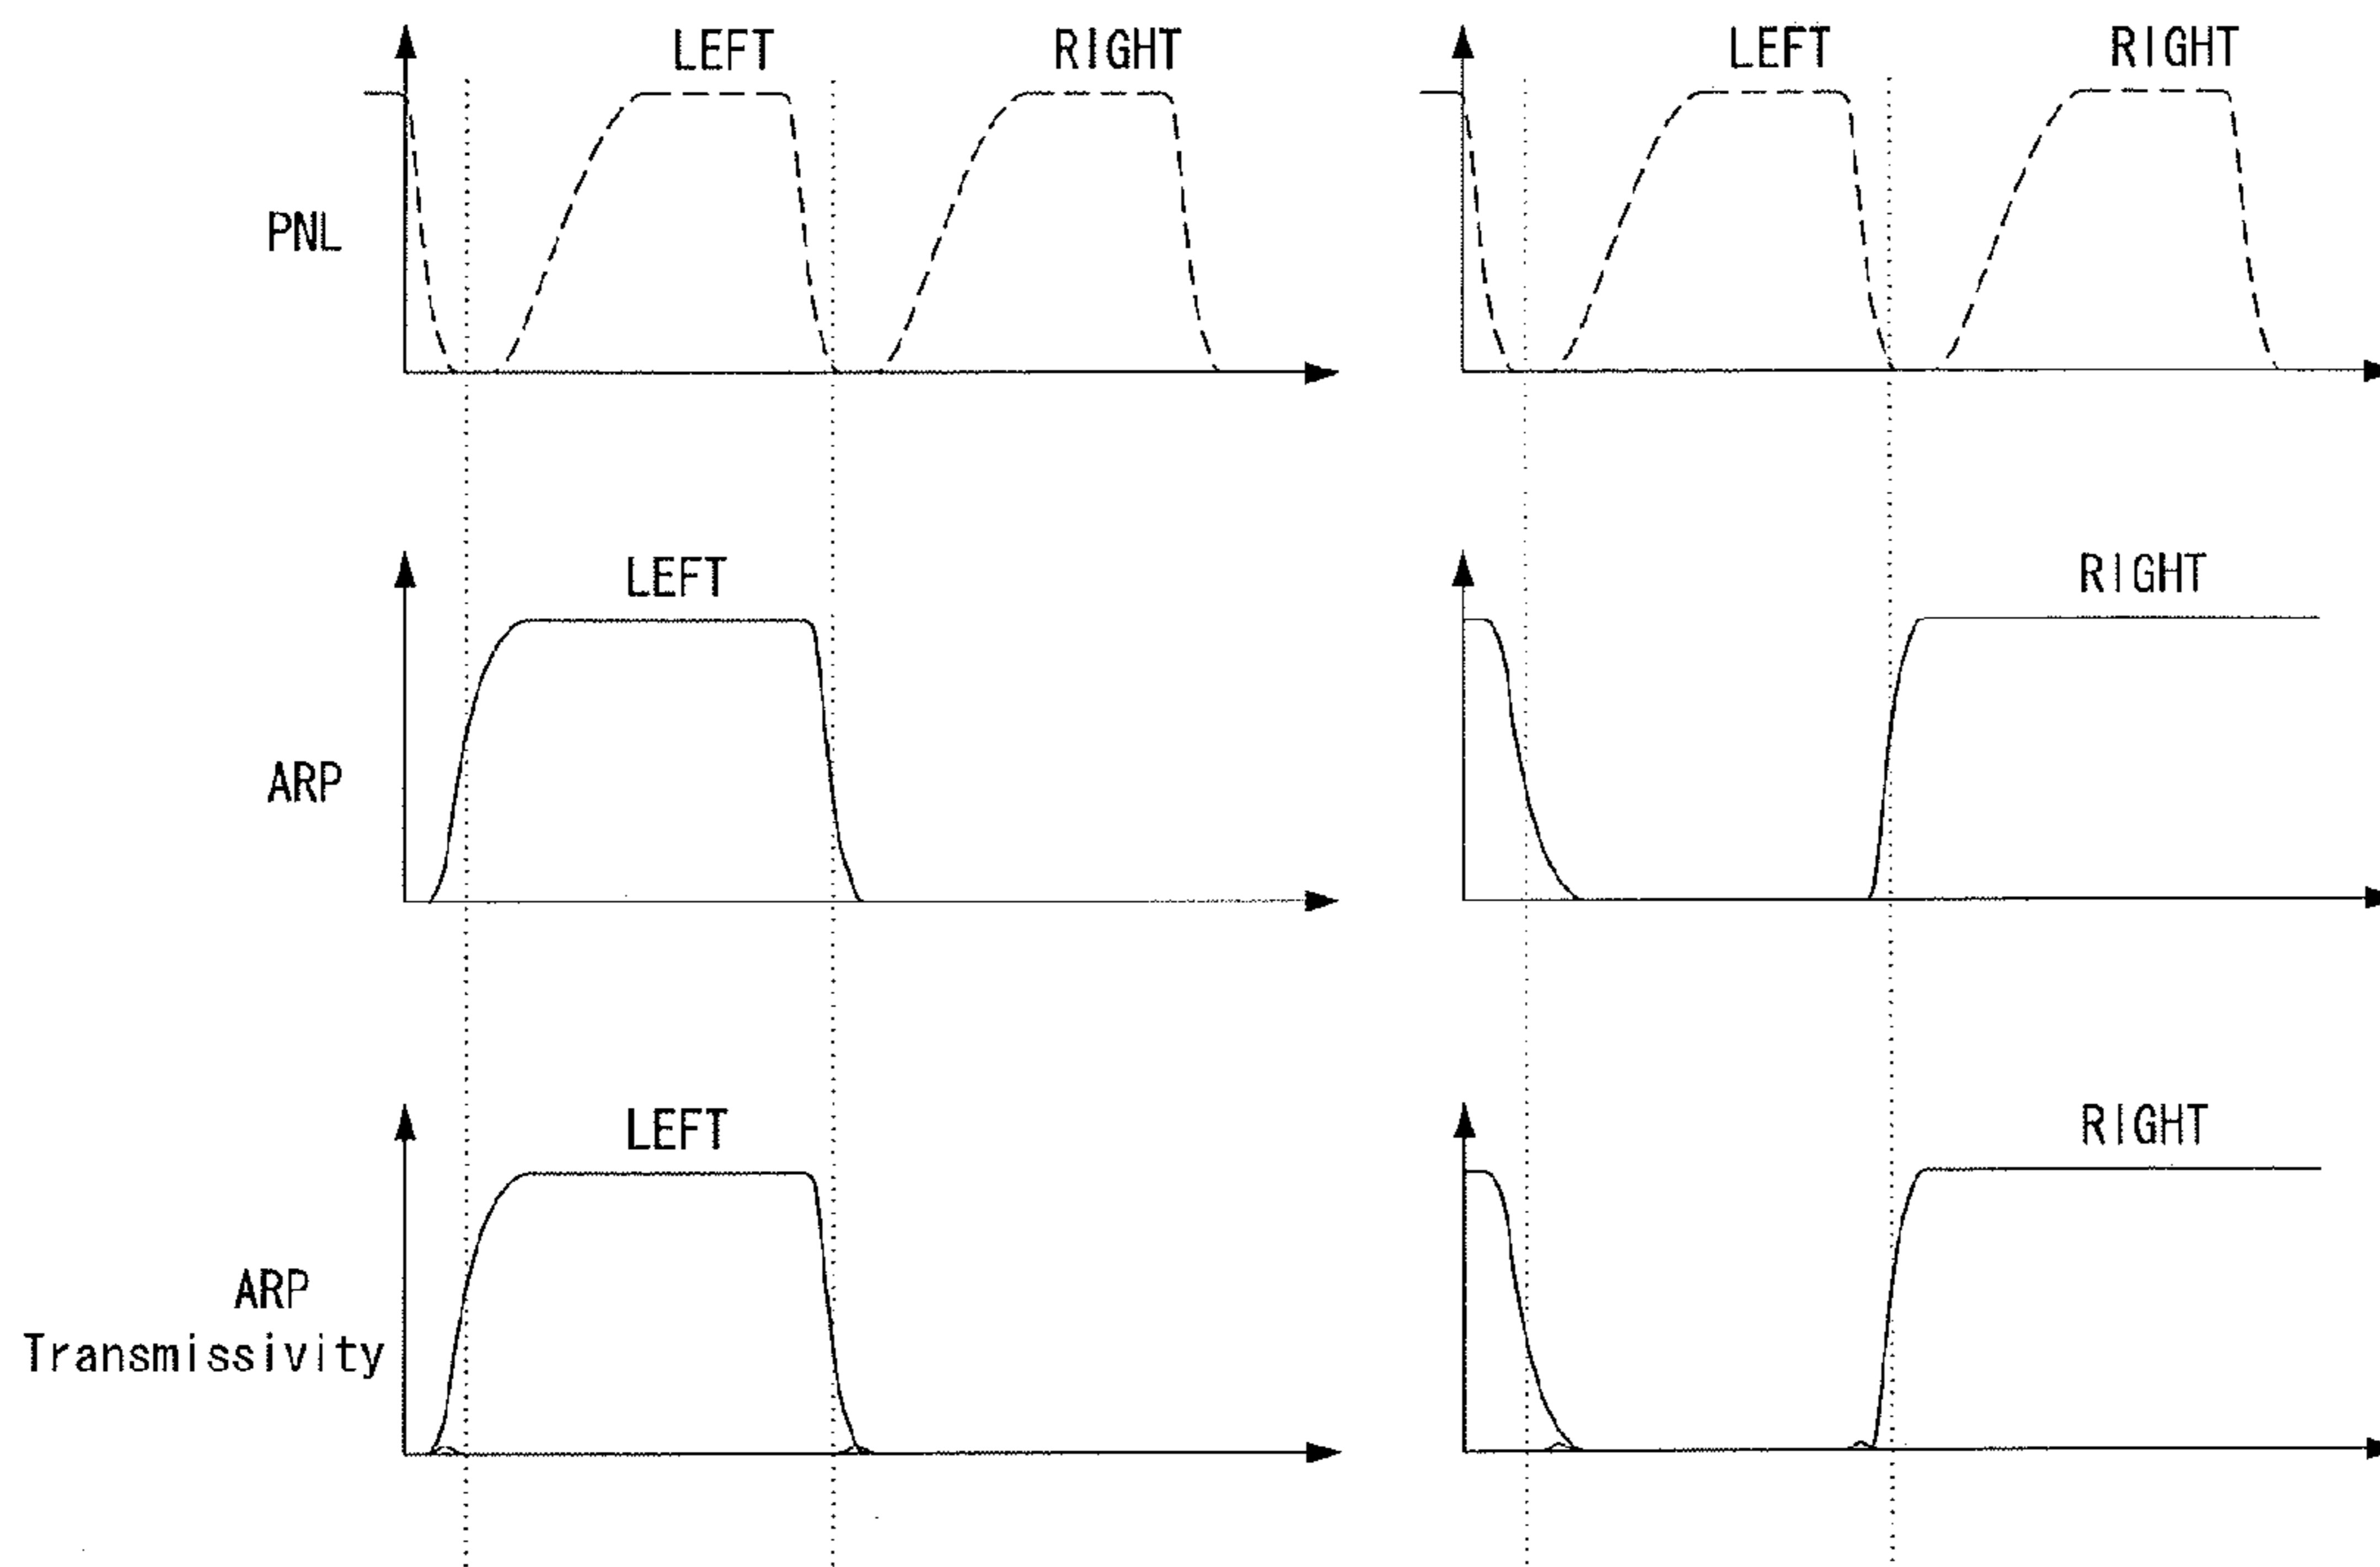 LEFT RIGHT LEFT RIGHT
PNL
LEFT RIGHT
ARP
LEFT RIGHT
ARP
Transmissivity